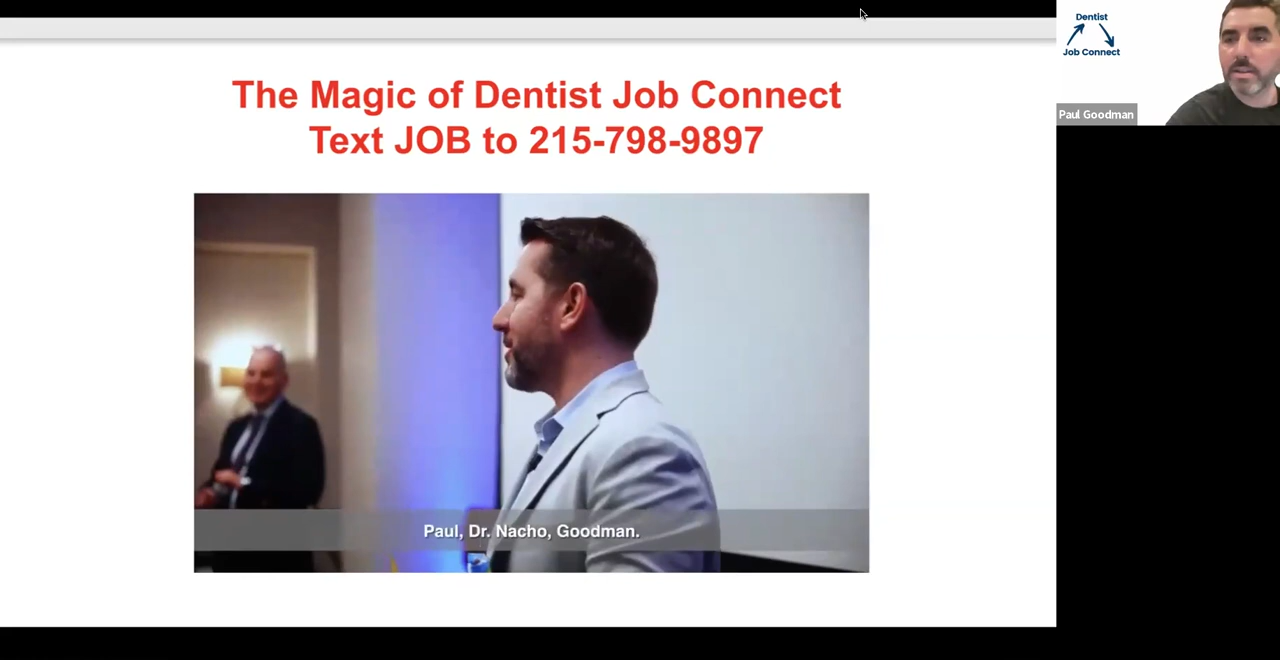 The Magic of Dentist Job Connect
Text JOB to 215-798-9897
Paul, Dr. Nacho, Goodman.
Dentist
Job Connect
Paul Goodman